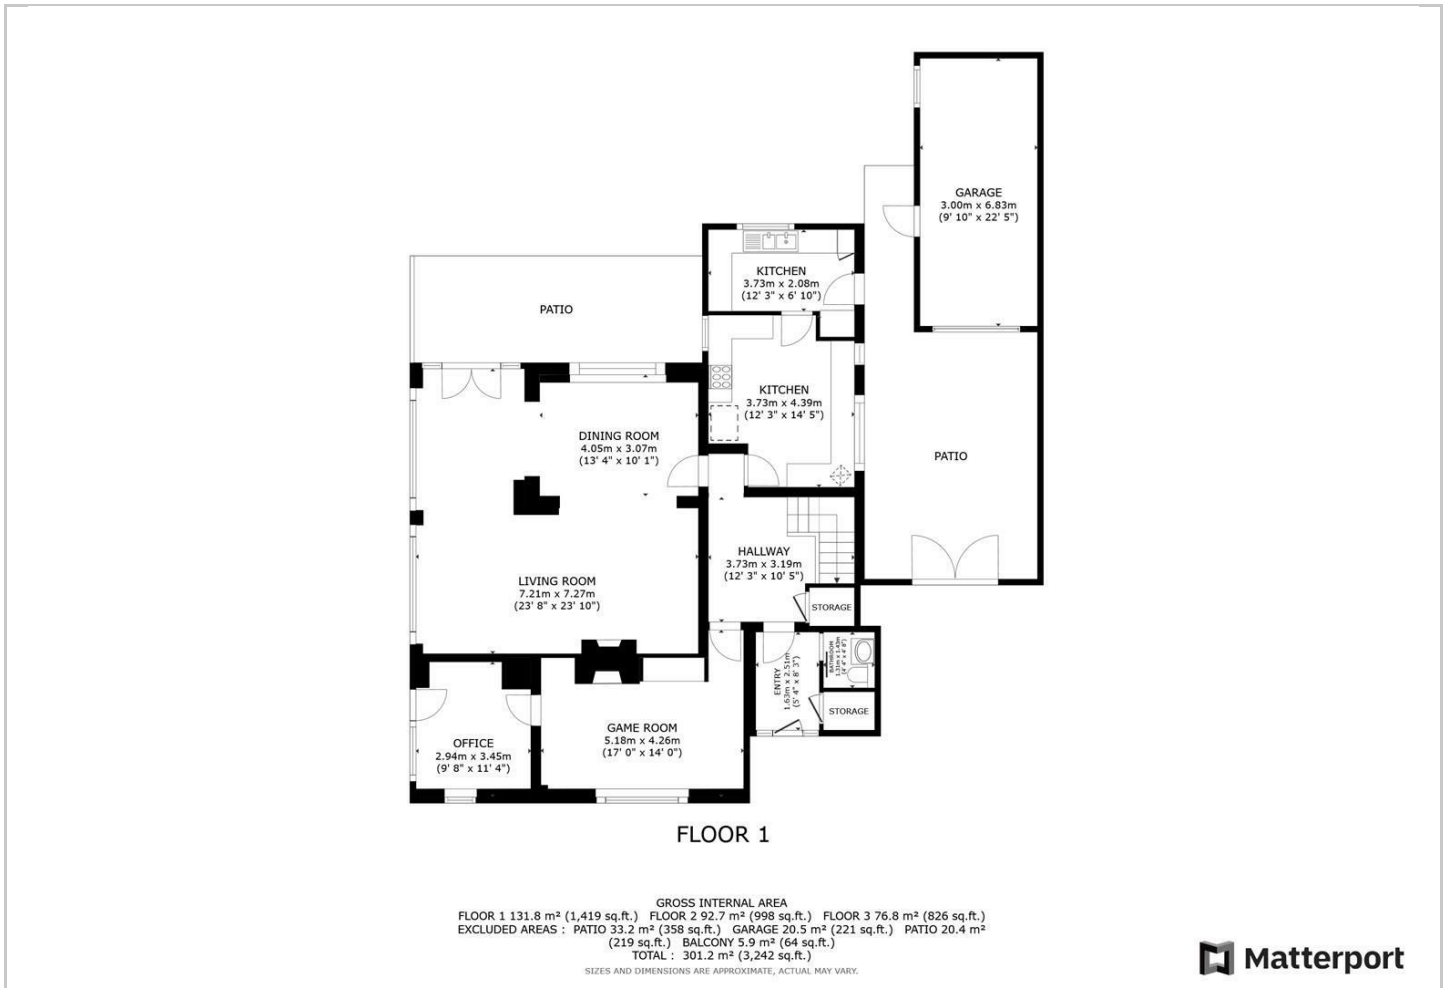 GARAGE
3.00m x 6.83m
(9' 10" x 22' 5")
KITCHEN
3.73m x 2.08m
(12' 3" x 6' 10")
PATIO
KITCHEN
3.73m x 4.39m
(12' 3" x 14' 5")
DINING ROOM
4.05m x 3.07m
(13' 4" x 10' 1")
PATIO
HALLWAY
3.73m x 3.19m
(12' 3" x 10' 5")
LIVING ROOM
7.21m x 7.27m
(23' 8" x 23' 10")
STORAGE
BATHROOM
1.31m x 1.43m
(4' 4" x 4' 8")
ENTRY
1.63m x 2.51m
(5' 4" x 8' 3")
STORAGE
GAME ROOM
5.18m x 4.26m
(17' 0" x 14' 0")
OFFICE
2.94m x 3.45m
(9' 8" x 11' 4")
FLOOR 1
GROSS INTERNAL AREA
FLOOR 1 131.8 m² (1,419 sq.ft.) FLOOR 2 92.7 m² (998 sq.ft.) FLOOR 3 76.8 m² (826 sq.ft.)
EXCLUDED AREAS : PATIO 33.2 m² (358 sq.ft.) GARAGE 20.5 m² (221 sq.ft.) PATIO 20.4 m²
(219 sq.ft.) BALCONY 5.9 m² (64 sq.ft.)
TOTAL : 301.2 m² (3,242 sq.ft.)
SIZES AND DIMENSIONS ARE APPROXIMATE, ACTUAL MAY VARY.
Matterport